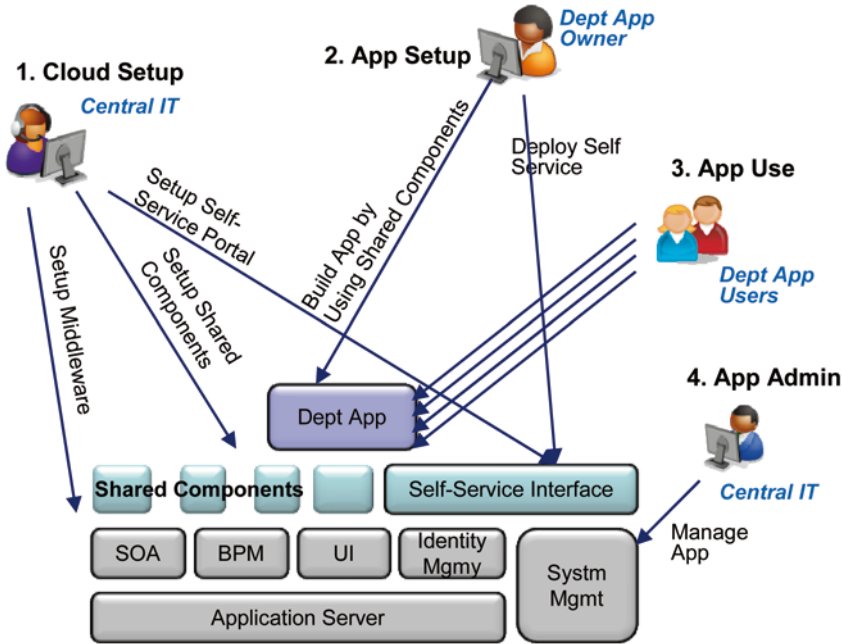 1. Cloud Setup
Central IT
2. App Setup
Dept App
Owner
Deploy Self
Service
3. App Use
Dept App
Users
4. App Admin
Central IT
Manage
App
Setup Middleware
Setup Shared
Components
Setup Self-
Service Portal
Build App by
Using Shared Components
Dept App
Shared Components
Self-Service Interface
SOA
BPM
UI
Identity
Mgmy
Systm
Mgmt
Application Server